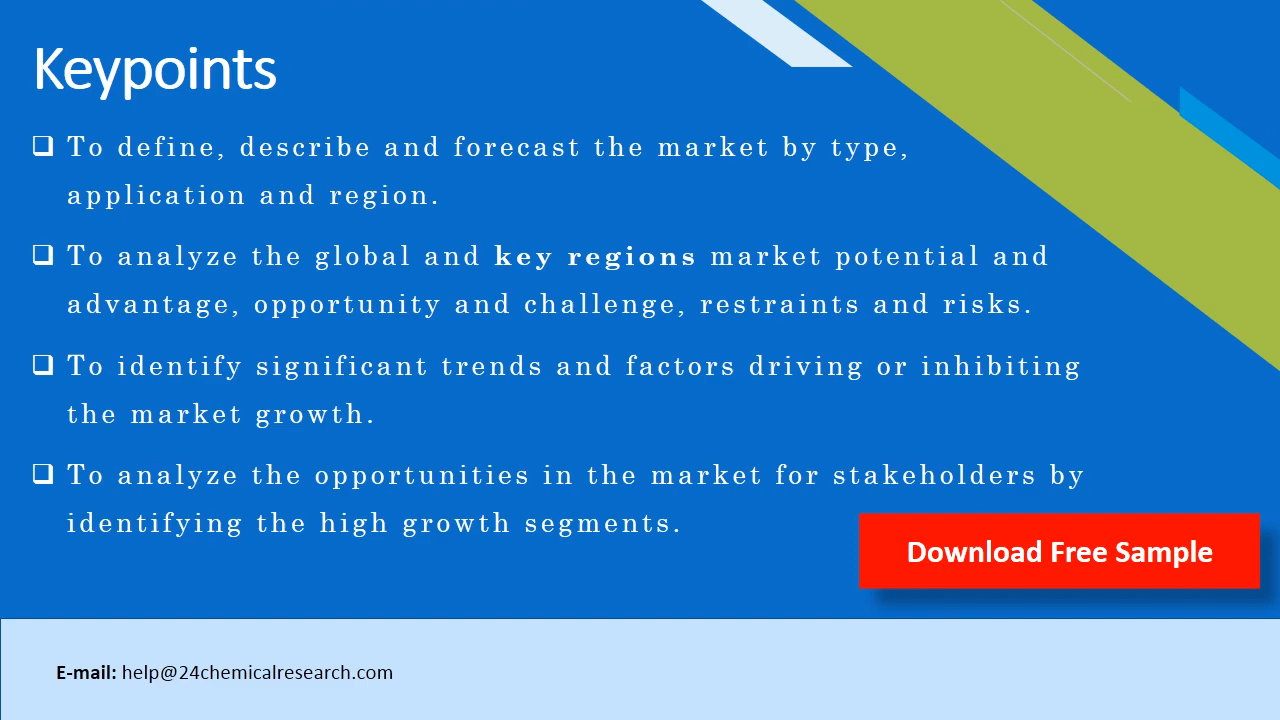 Keypoints
❑ To define, describe and forecast the market by type,
application and region.
❑ To analyze the global and key regions market potential and
advantage, opportunity and challenge, restraints and risks.
❑ To identify significant trends and factors driving or inhibiting
the market growth.
❑ To analyze the opportunities in the market for stakeholders by
identifying the high growth segments.
Download Free Sample
E-mail: help@24chemicalresearch.com